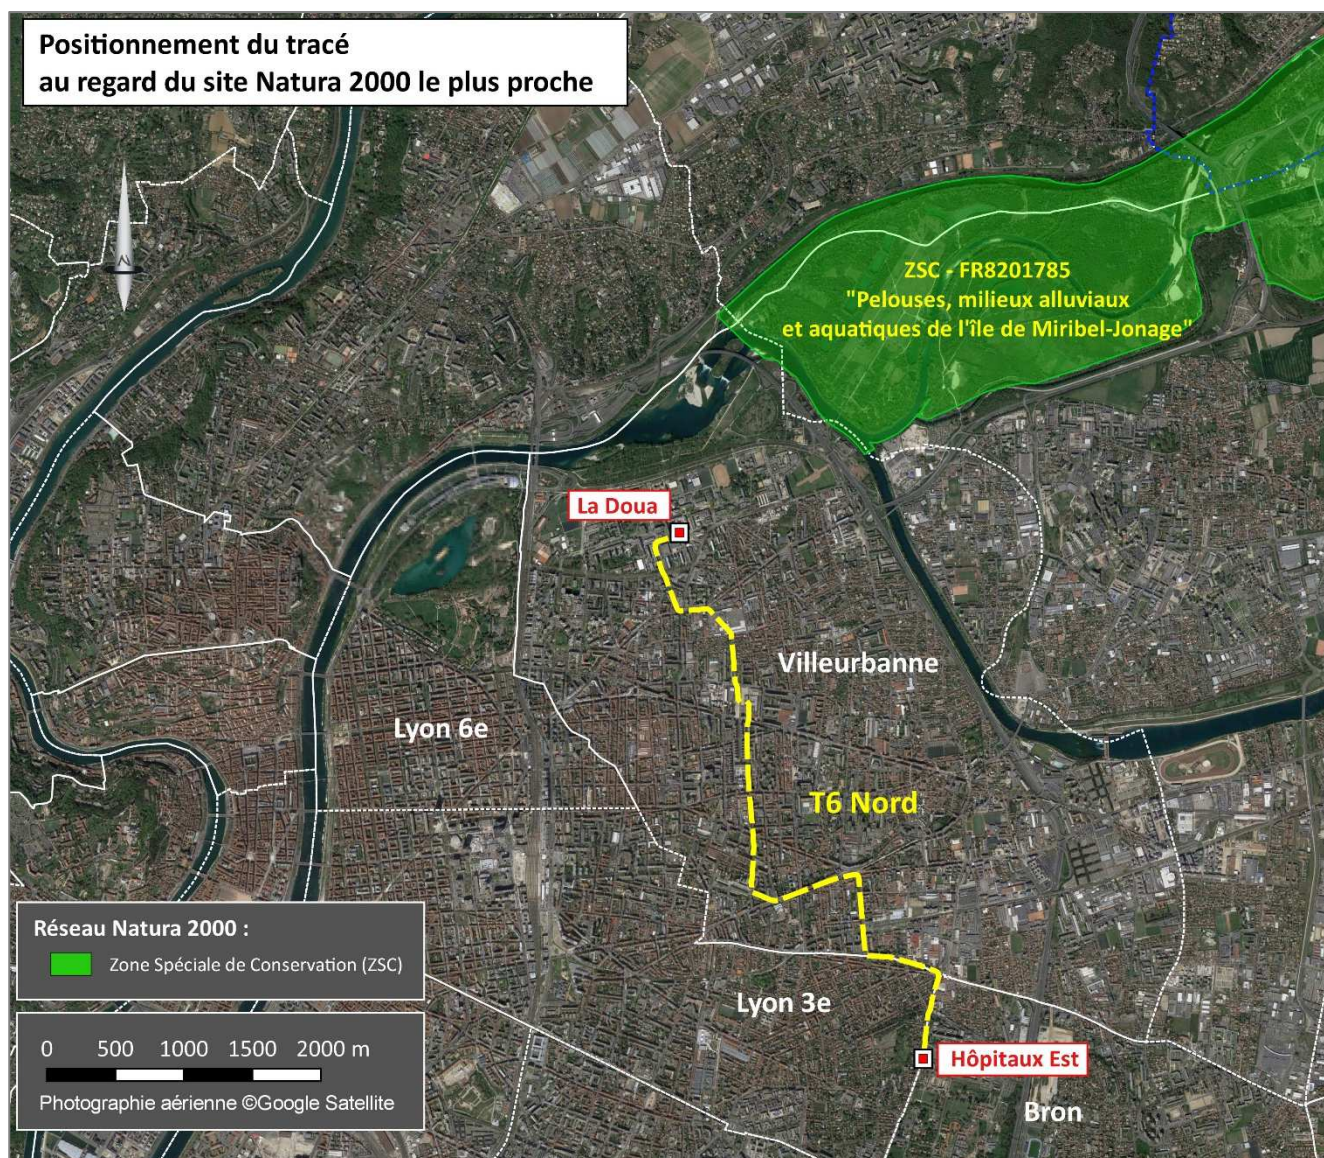 Positionnement du tracé
au regard du site Natura 2000 le plus proche
N
ZSC - FR8201785
"Pelouses, milieux alluviaux
et aquatiques de l'île de Miribel-Jonage"
La Doua
Villeurbanne
Lyon 6e
T6 Nord
Réseau Natura 2000 :
Zone Spéciale de Conservation (ZSC)
Lyon 3e
0 500 1000 1500 2000 m
Photographie aérienne ©Google Satellite
Hôpitaux Est
Bron